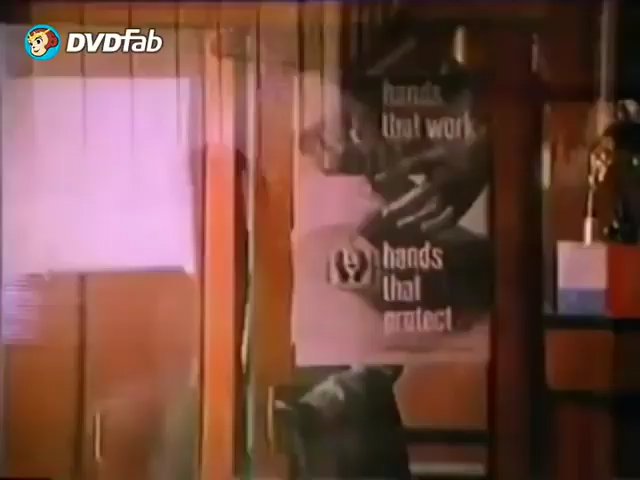 DVDFab
hands
that work
hands
that
protect